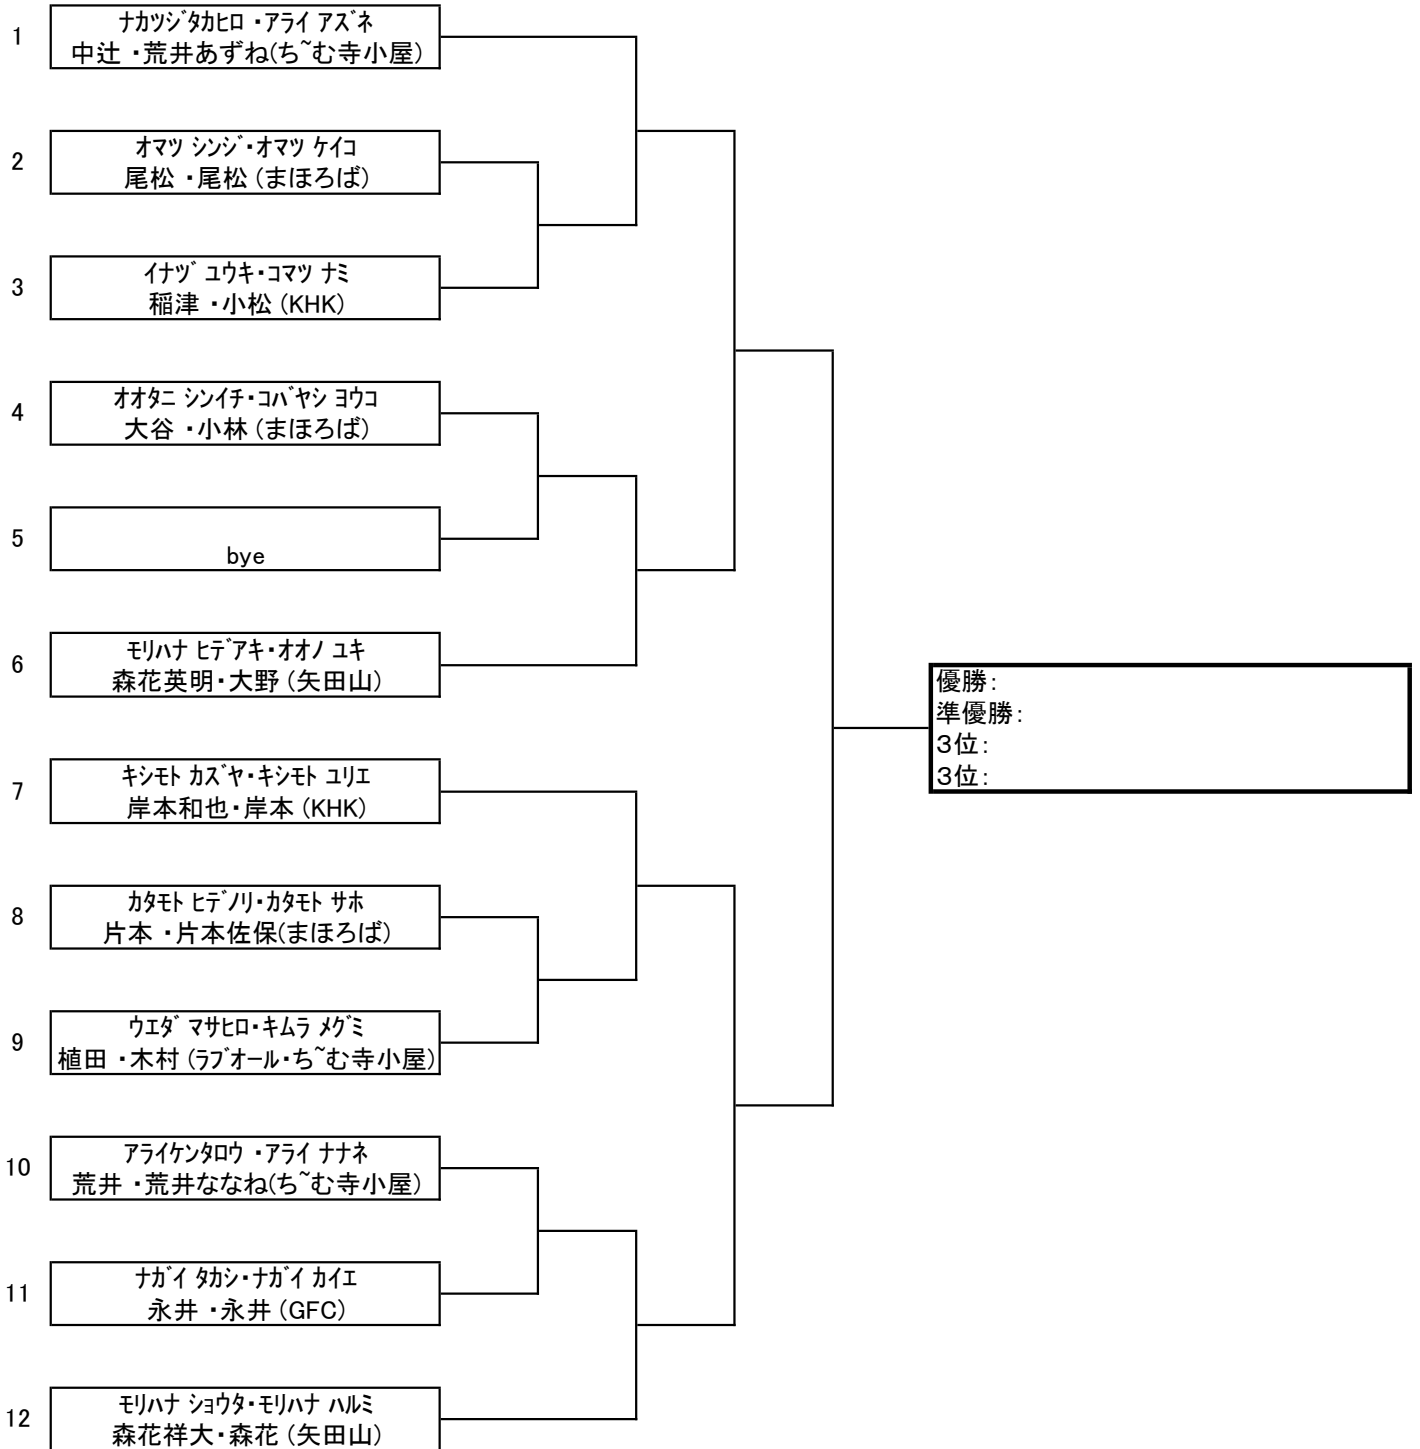 1
ﾅｶﾂｼﾞﾀｶﾋﾛ ・ｱﾗｲ ｱｽﾞﾈ
中辻 ・荒井あずね(ち~む寺小屋)
2
ｵﾏﾂ ｼﾝｼﾞ・ｵﾏﾂ ｹｲｺ
尾松 ・尾松 (まほろば)
3
ｲﾅﾂﾞ ﾕｳｷ・ｺﾏﾂ ﾅﾐ
稲津 ・小松 (KHK)
4
ｵｵﾀﾆ ｼﾝｲﾁ・ｺﾊﾞﾔｼ ﾖｳｺ
大谷 ・小林 (まほろば)
5
bye
6
ﾓﾘﾊﾅ ﾋﾃﾞｱｷ・ｵｵﾉ ﾕｷ
森花英明・大野 (矢田山)
優勝：
準優勝：
３位：
３位：
7
ｷｼﾓﾄ ｶｽﾞﾔ・ｷｼﾓﾄ ﾕﾘｴ
岸本和也・岸本 (KHK)
8
ｶﾀﾓﾄ ﾋﾃﾞﾉﾘ・ｶﾀﾓﾄ ｻﾎ
片本 ・片本佐保(まほろば)
9
ｳｴﾀﾞ ﾏｻﾋﾛ・ｷﾑﾗ ﾒｸﾞﾐ
植田 ・木村 (ﾗﾌﾞｵｰﾙ・ち~む寺小屋)
10
ｱﾗｲｹﾝﾀﾛｳ ・ｱﾗｲ ﾅﾅﾈ
荒井 ・荒井ななね(ち~む寺小屋)
11
ﾅｶﾞｲ ﾀｶｼ・ﾅｶﾞｲ ｶｲｴ
永井 ・永井 (GFC)
12
ﾓﾘﾊﾅ ｼｮｳﾀ・ﾓﾘﾊﾅ ﾊﾙﾐ
森花祥大・森花 (矢田山)